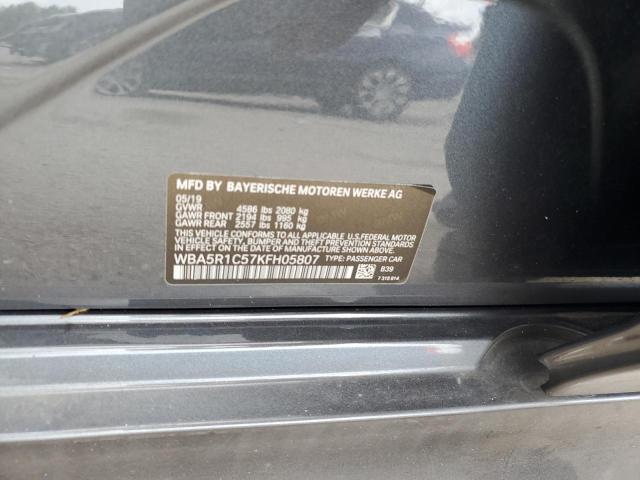 MFD BY BAYERISCHE MOTOREN WERKE AG
05/19
GVWR 4586 lbs 2080 kg
GAWR FRONT 2194 lbs 995 kg
GAWR REAR 2557 lbs 1160 kg
THIS VEHICLE CONFORMS TO ALL APPLICABLE U.S.FEDERAL MOTOR
VEHICLE SAFETY, BUMPER, AND THEFT PREVENTION STANDARDS
IN EFFECT ON THE DATE OF MANUFACTURE SHOWN ABOVE.
WBA5R1C57KFH05807 TYPE: PASSENGER CAR
B39